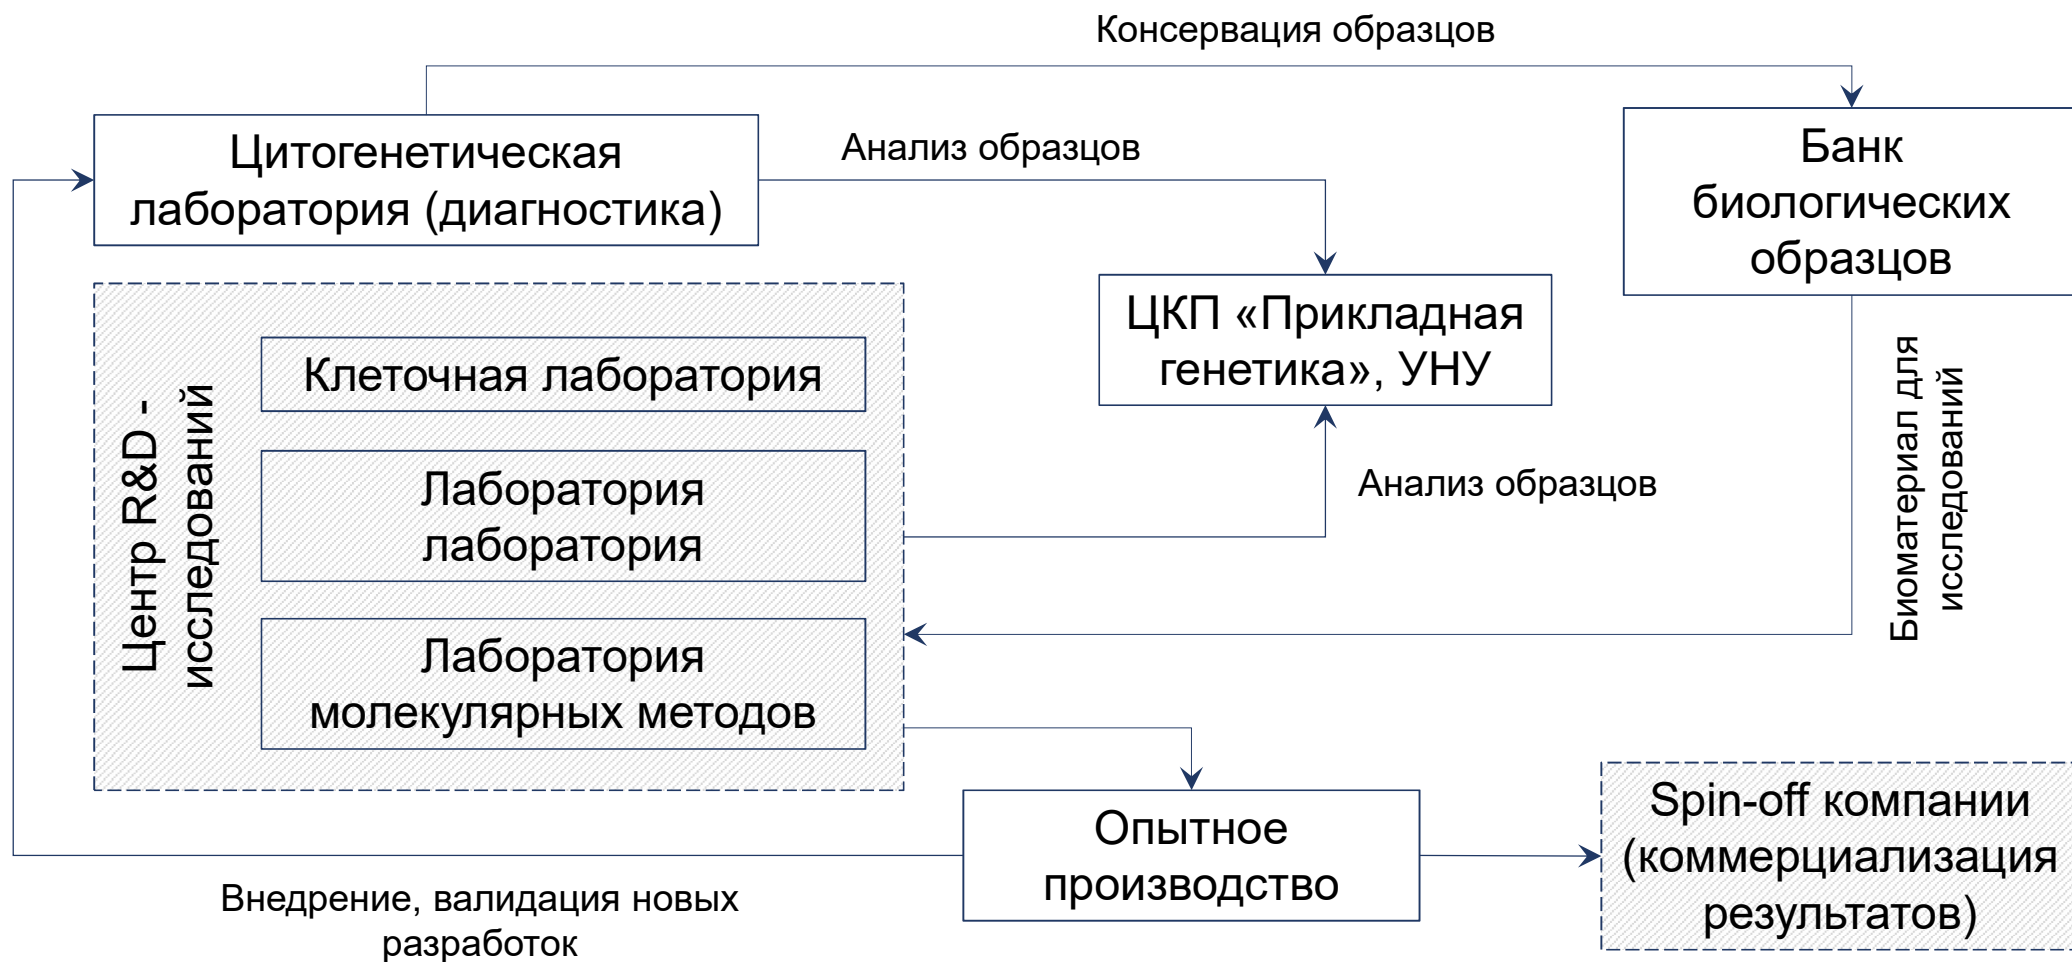 Консервация образцов
Цитогенетическая
лаборатория (диагностика)
Анализ образцов
Банк
биологических
образцов
ЦКП «Прикладная
генетика», УНУ
Центр R&D -
исследований
Клеточная лаборатория
Лаборатория
лаборатория
Лаборатория
молекулярных методов
Анализ образцов
Биоматериал для
исследований
Опытное
производство
Spin-off компании
(коммерциализация
результатов)
Внедрение, валидация новых
разработок